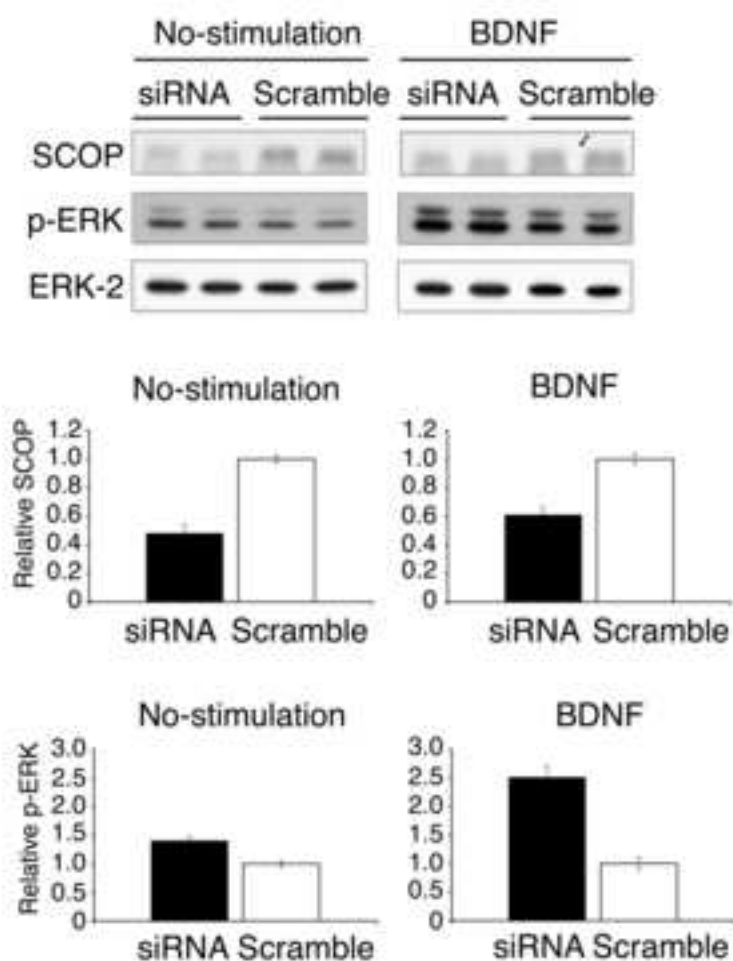 No-stimulation BDNF
siRNA Scramble siRNA Scramble
SCOP
p-ERK
ERK-2
No-stimulation BDNF
Relative SCOP
1.2
1.0
0.8
0.6
0.4
0.2
0
siRNA Scramble
1.2
1.0
0.8
0.6
0.4
0.2
0
siRNA Scramble
No-stimulation BDNF
Relative p-ERK
3.0
2.5
2.0
1.5
1.0
0.5
0
siRNA Scramble
3.0
2.5
2.0
1.5
1.0
0.5
0
siRNA Scramble